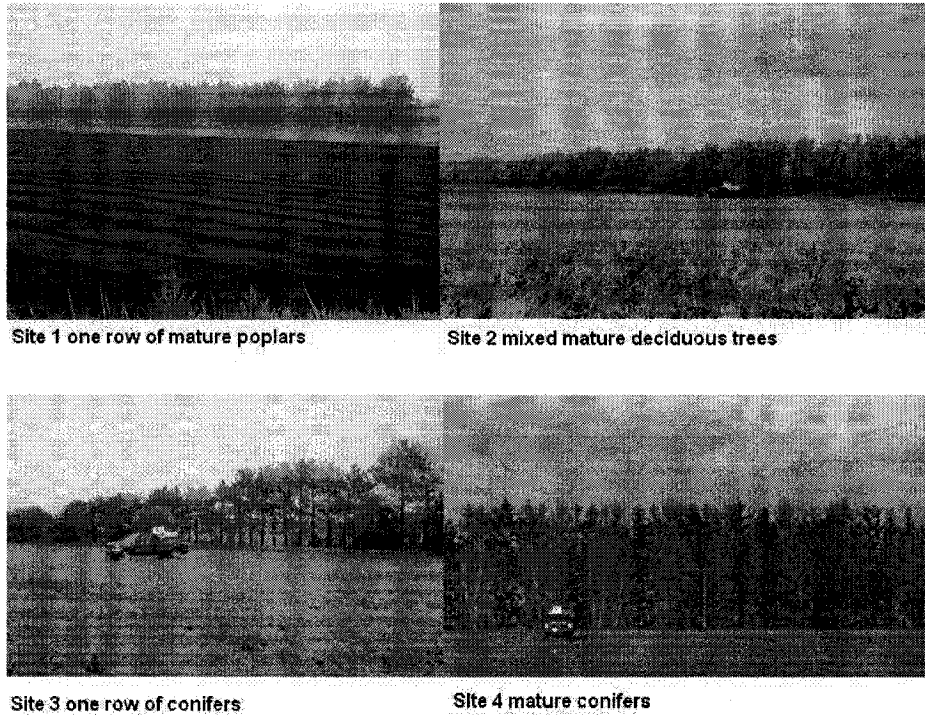 Site 1 one row of mature poplars
Site 2 mixed mature deciduous trees
Site 3 one row of conifers
Site 4 mature conifers